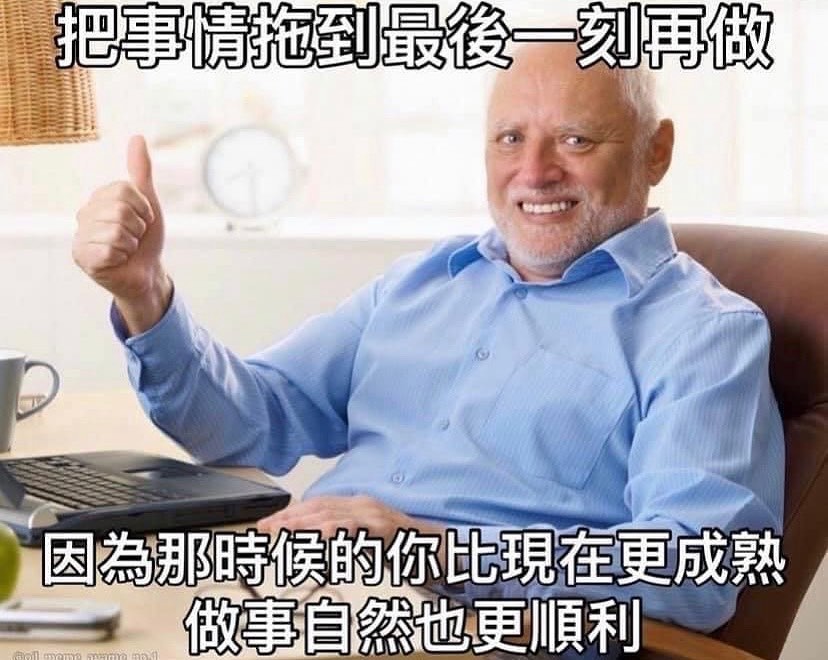 把事情拖到最後一刻再做
因為那時候的你比現在更成熟
做事自然也更順利